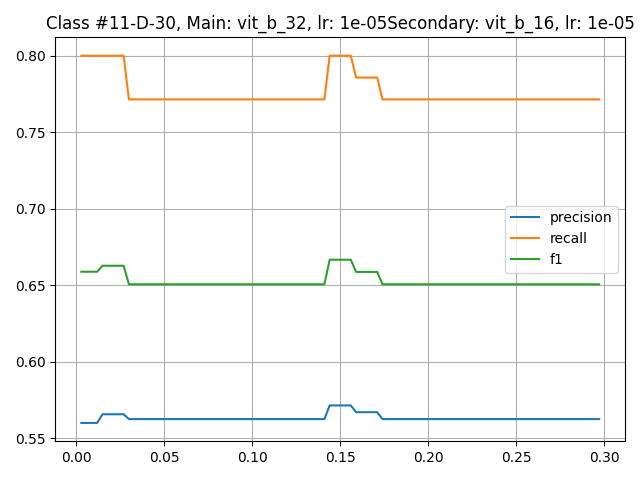 Class #11-D-30, Main: vit_b_32, lr: 1e-05Secondary: vit_b_16, lr: 1e-05
0.80
0.75
0.70
0.65
0.60
0.55
precision
recall
f1
0.00 0.05 0.10 0.15 0.20 0.25 0.30